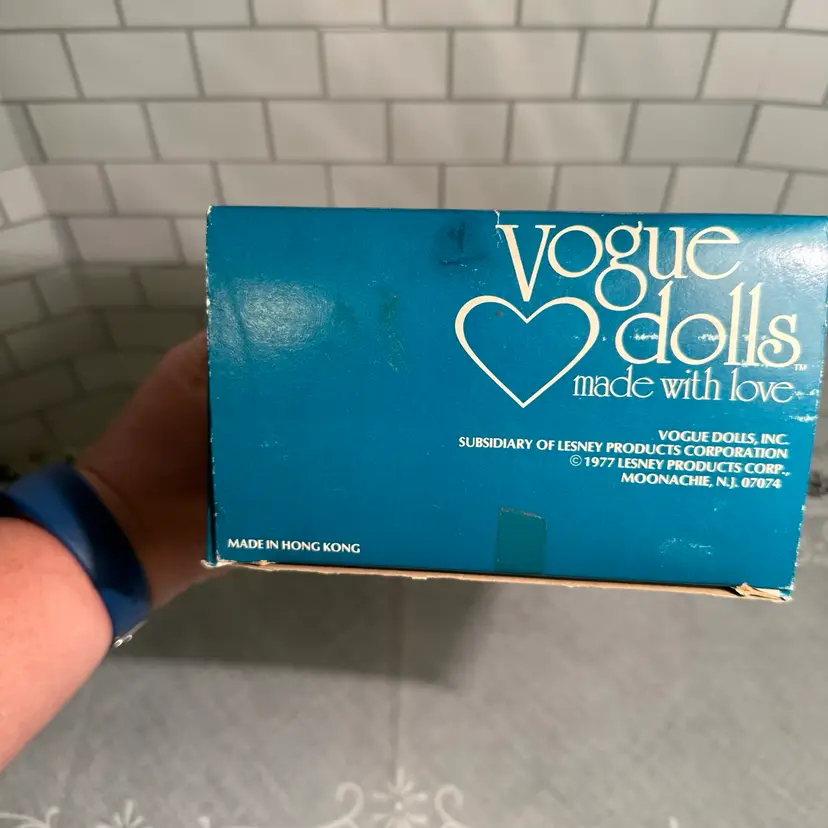 Vogue
dolls™
made with love
VOGUE DOLLS, INC.
SUBSIDIARY OF LESNEY PRODUCTS CORPORATION
© 1977 LESNEY PRODUCTS CORP.,
MOONACHIE, N.J. 07074
MADE IN HONG KONG